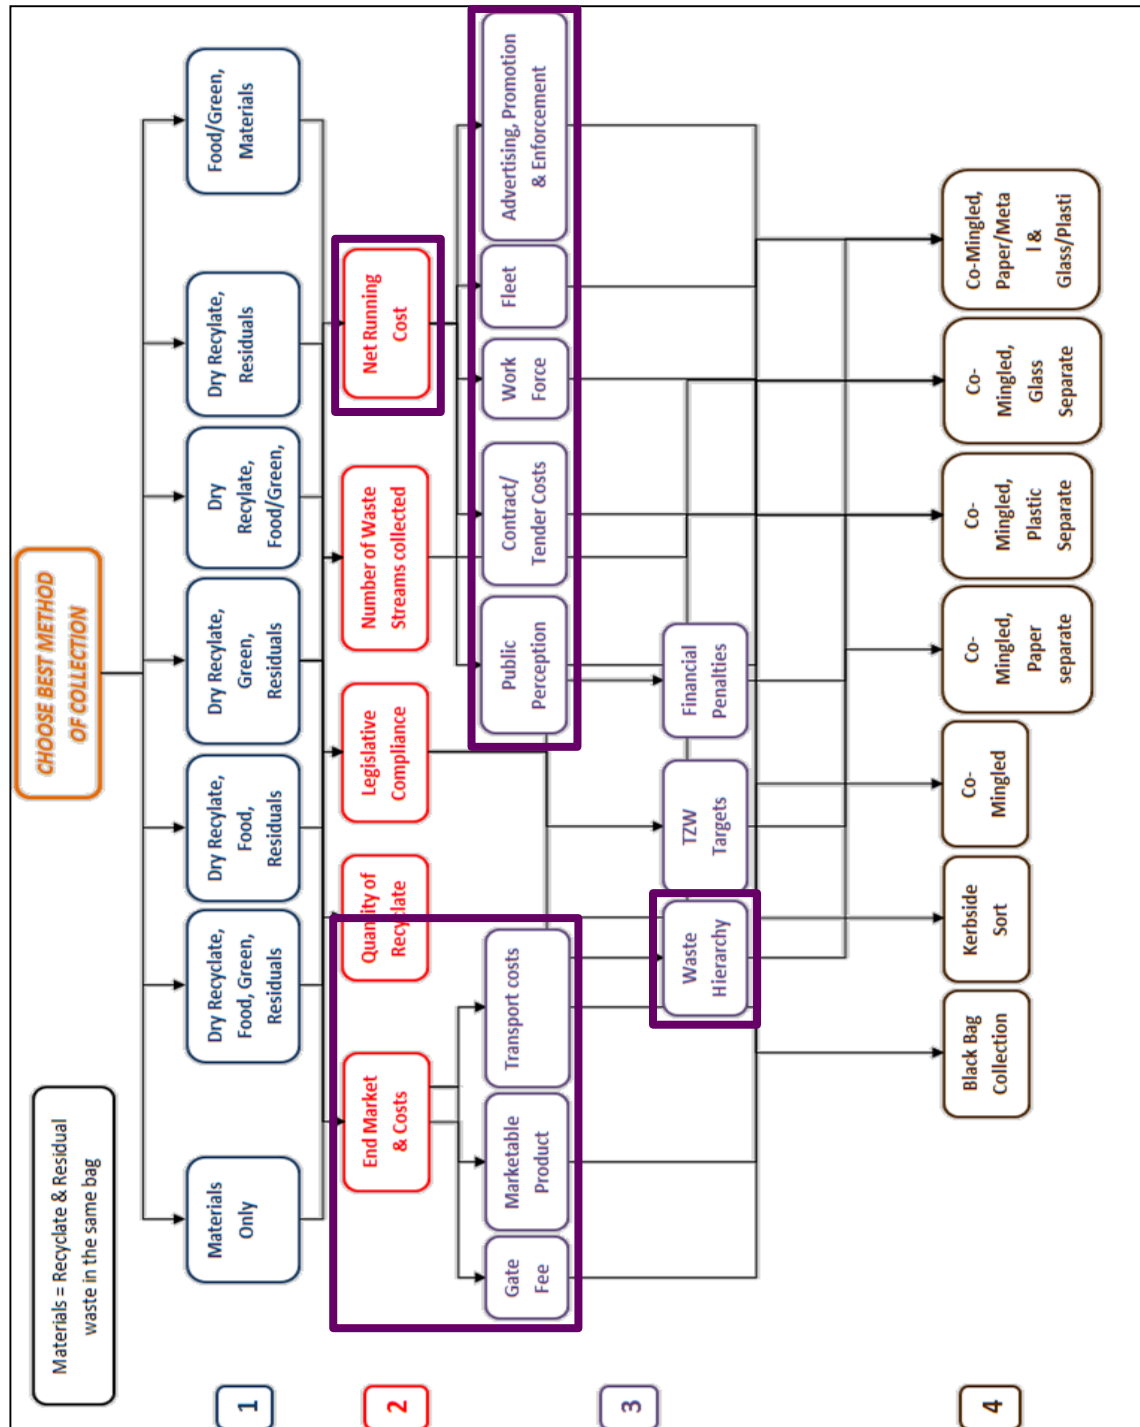 Materials = Recyclate & Residual
waste in the same bag
CHOOSE BEST METHOD
OF COLLECTION
1
Materials
Only
Dry Recyclate,
Food, Green,
Residuals
Dry Recylate,
Food,
Residuals
Dry Recylate,
Green,
Residuals
Dry
Recylate,
Food/Green,
Dry Recylate,
Residuals
Food/Green,
Materials
2
End Market
& Costs
Quantity of
Recyclate
Legislative
Compliance
Number of Waste
Streams collected
Net Running
Cost
3
Gate
Fee
Marketable
Product
Transport costs
Public
Perception
Contract/
Tender Costs
Work
Force
Fleet
Advertising, Promotion
& Enforcement
Waste
Hierarchy
TZW
Targets
Financial
Penalties
4
Black Bag
Collection
Kerbside
Sort
Co-
Mingled
Co-
Mingled,
Paper
separate
Co-
Mingled,
Plastic
Separate
Co-
Mingled,
Glass
Separate
Co-Mingled,
Paper/Meta
l &
Glass/Plasti